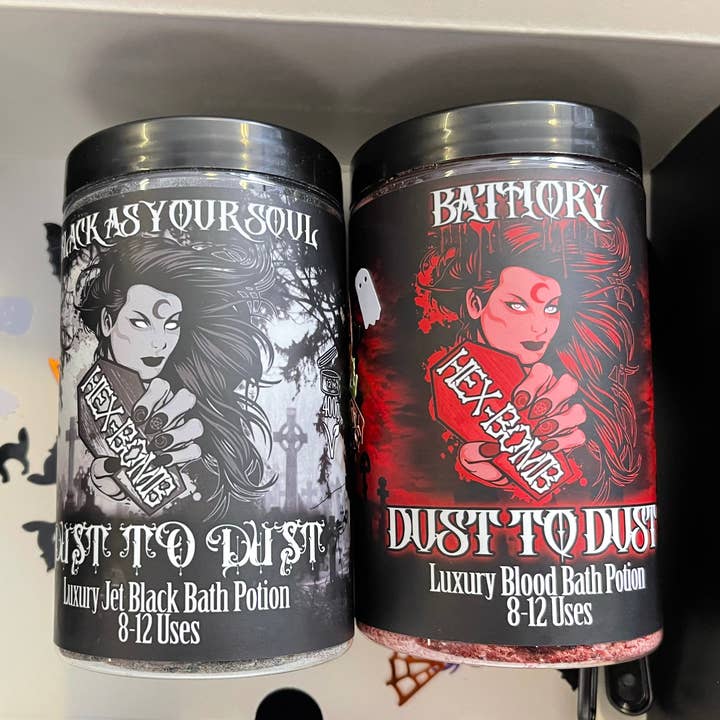 BLACK AS YOUR SOUL
HEX-BOMB
DUST TO DUST
Luxury Jet Black Bath Potion
8-12 Uses
BATHORY
HEX-BOMB
DUST TO DUST
Luxury Blood Bath Potion
8-12 Uses